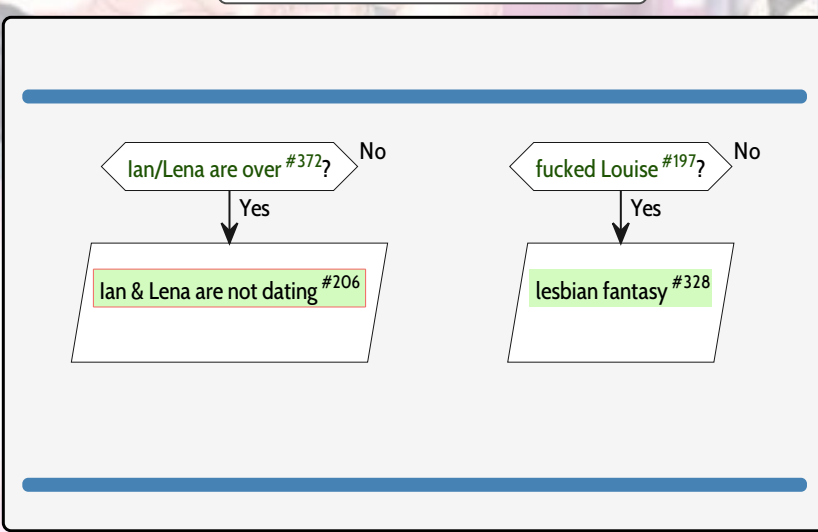 Ian/Lena are over #372?
No
Yes
Ian & Lena are not dating #206
fucked Louise #197?
No
Yes
lesbian fantasy #328